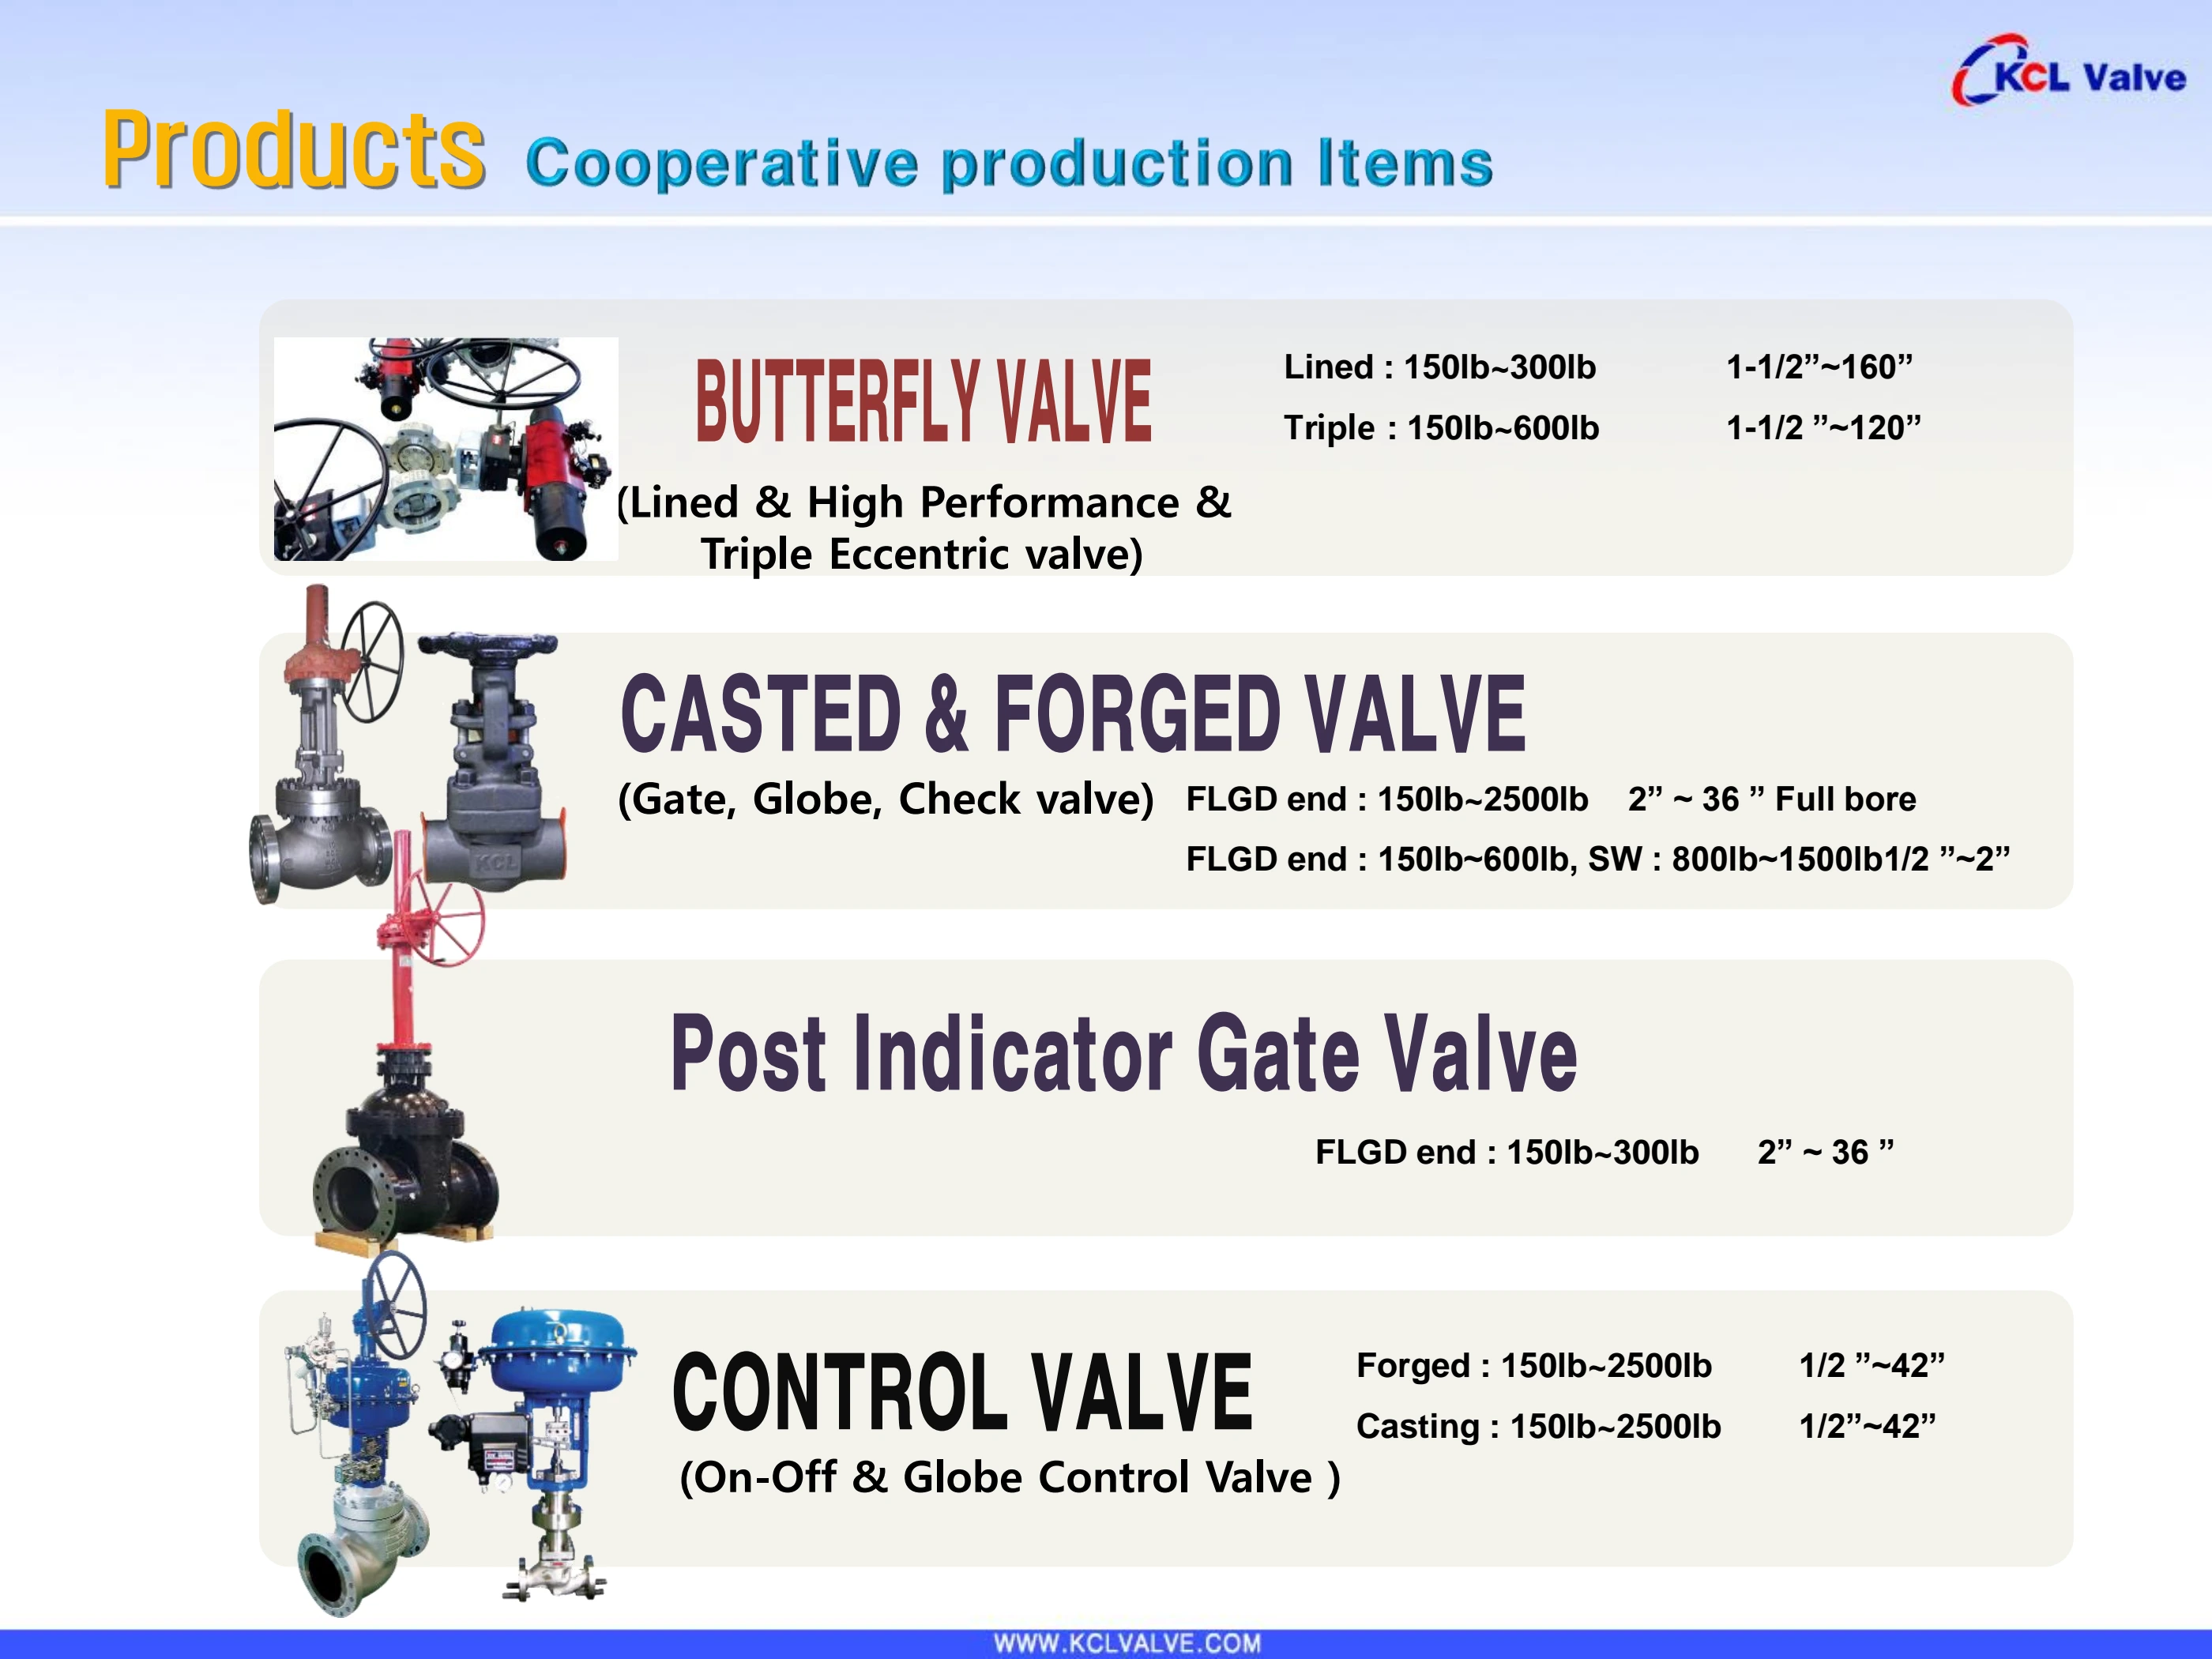 KCL Valve
Products Cooperative production Items
BUTTERFLY VALVE
(Lined & High Performance &
Triple Eccentric valve)
Lined : 150lb~300lb 1-1/2”~160”
Triple : 150lb~600lb 1-1/2 ”~120”
CASTED & FORGED VALVE
(Gate, Globe, Check valve) FLGD end : 150lb~2500lb 2” ~ 36 ” Full bore
FLGD end : 150lb~600lb, SW : 800lb~1500lb1/2 ”~2”
KCL
Post Indicator Gate Valve
FLGD end : 150lb~300lb 2” ~ 36 ”
CONTROL VALVE
(On-Off & Globe Control Valve )
Forged : 150lb~2500lb 1/2 ”~42”
Casting : 150lb~2500lb 1/2”~42”
WWW.KCLVALVE.COM